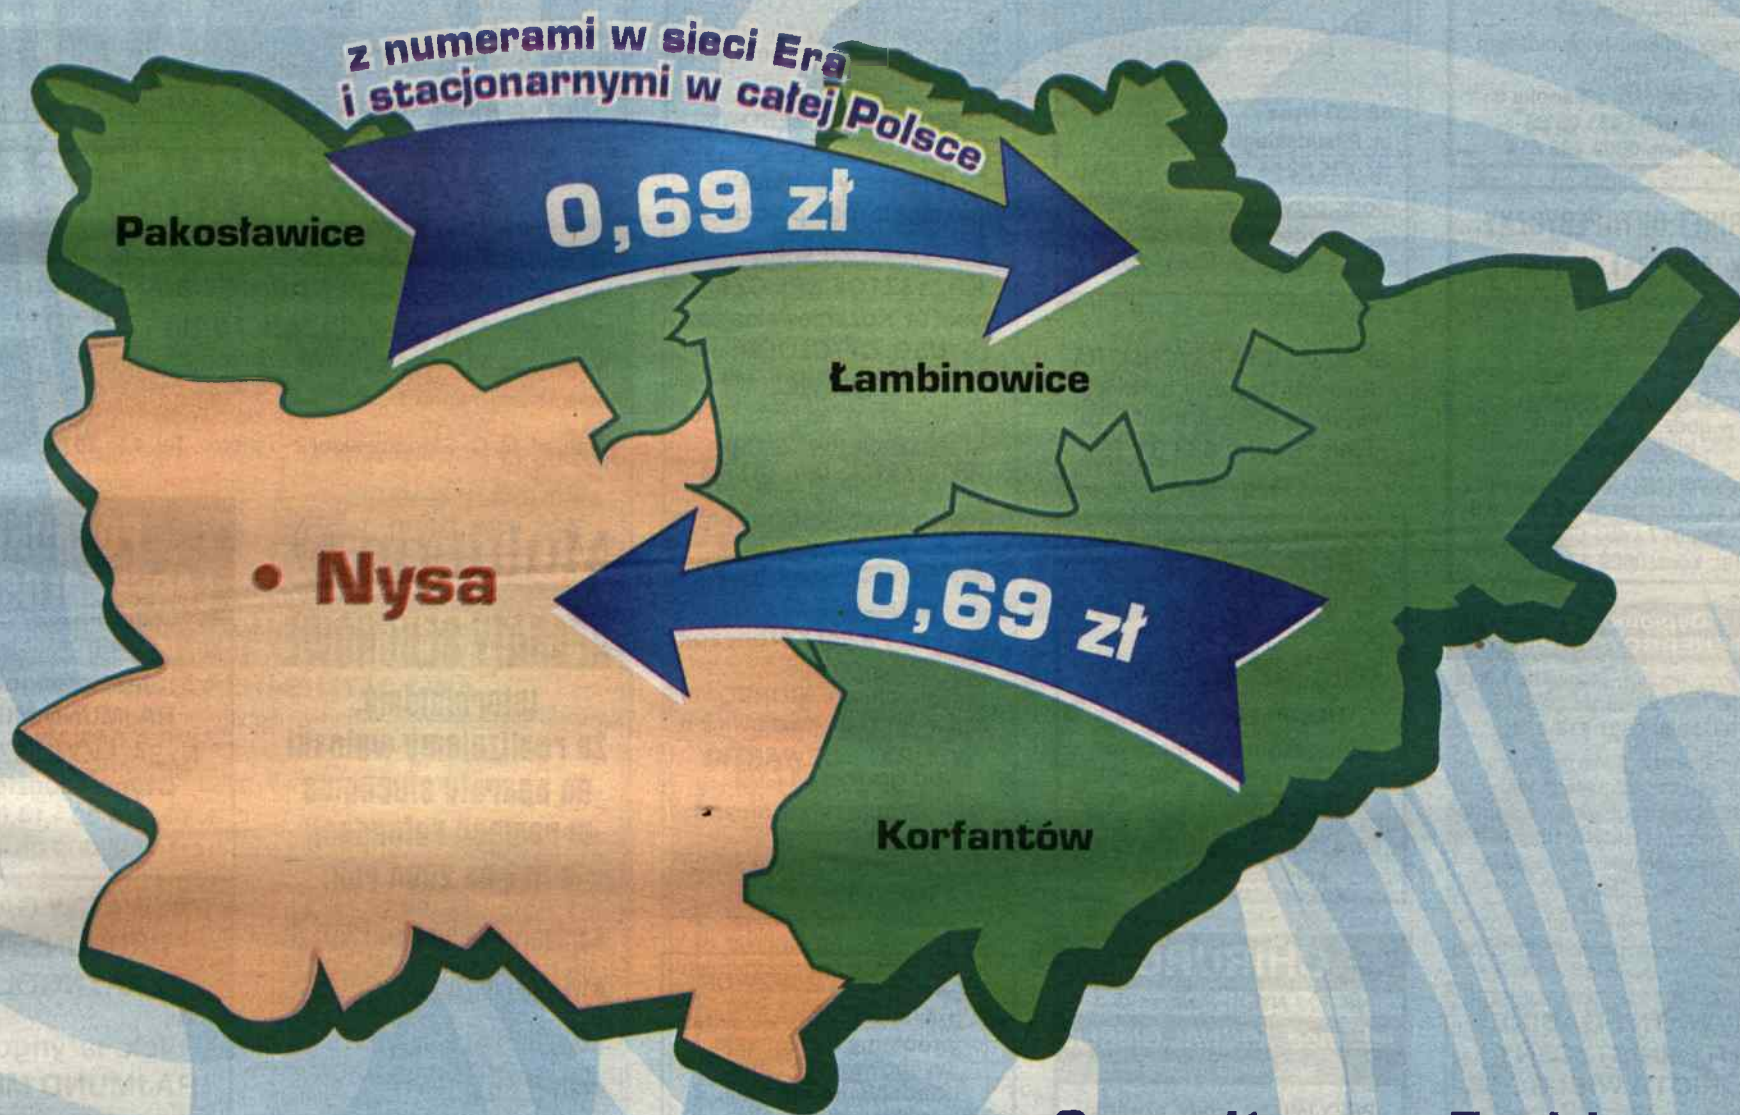 z numerami w sieci Era
i stacjonarnymi w całej Polsce
0,69 zł
Pakosławice
Łambinowice
• Nysa
0,69 zł
Korfantów